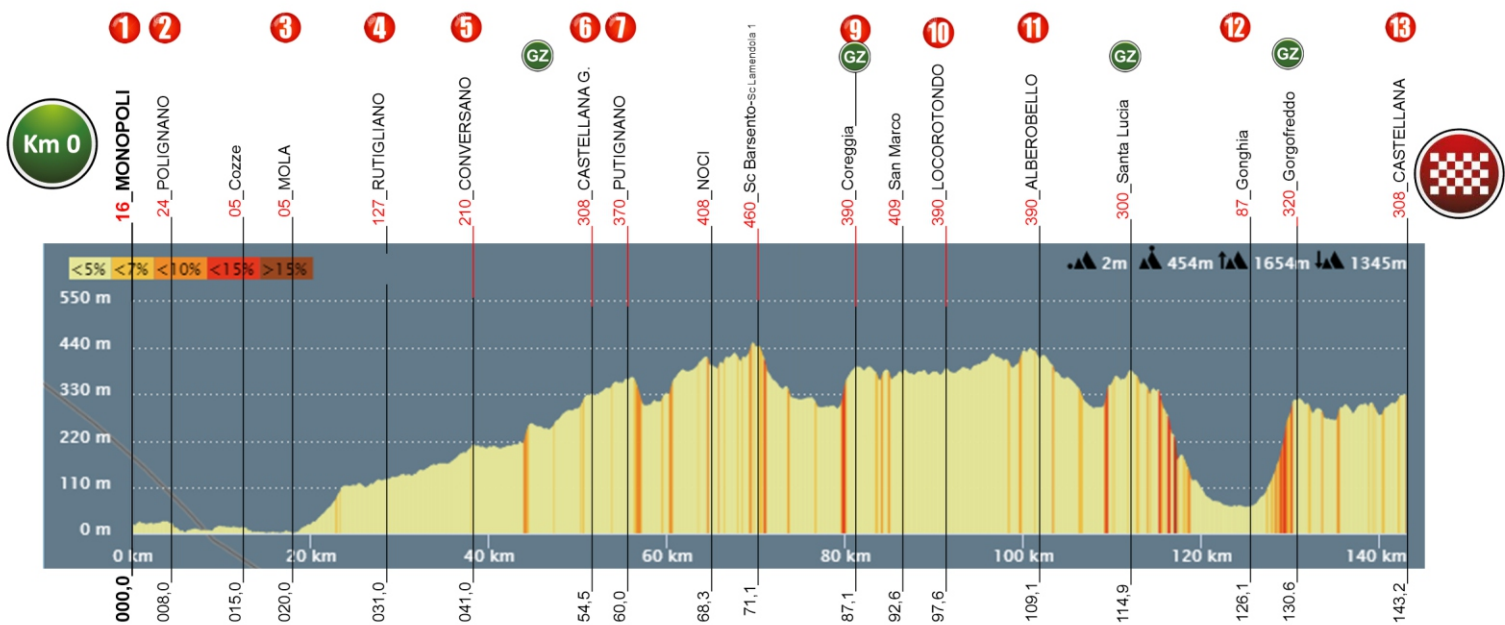 1 2 3 4 5 6 7 9 10 11 12 13
GZ GZ GZ GZ
Km 0
16_MONOPOLI
24_POLIGNANO
05_Cozze
05_MOLA
127_RUTIGLIANO
210_CONVERSANO
308_CASTELLANA G.
370_PUTIGNANO
408_NOCI
460_Sc Barsento-ScLamendola 1
390_Coreggia
409_San Marco
390_LOCOROTONDO
390_ALBEROBELLO
300_Santa Lucia
87_Gonghia
320_Gorgofreddo
308_CASTELLANA
<5% <7% <10% <15% >15%
2m 454m 1654m 1345m
550 m
440 m
330 m
220 m
110 m
0 m
0 km 20 km 40 km 60 km 80 km 100 km 120 km 140 km
000,0
008,0
015,0
020,0
031,0
041,0
54,5
60,0
68,3
71,1
87,1
92,6
97,6
109,1
114,9
126,1
130.6
143,2